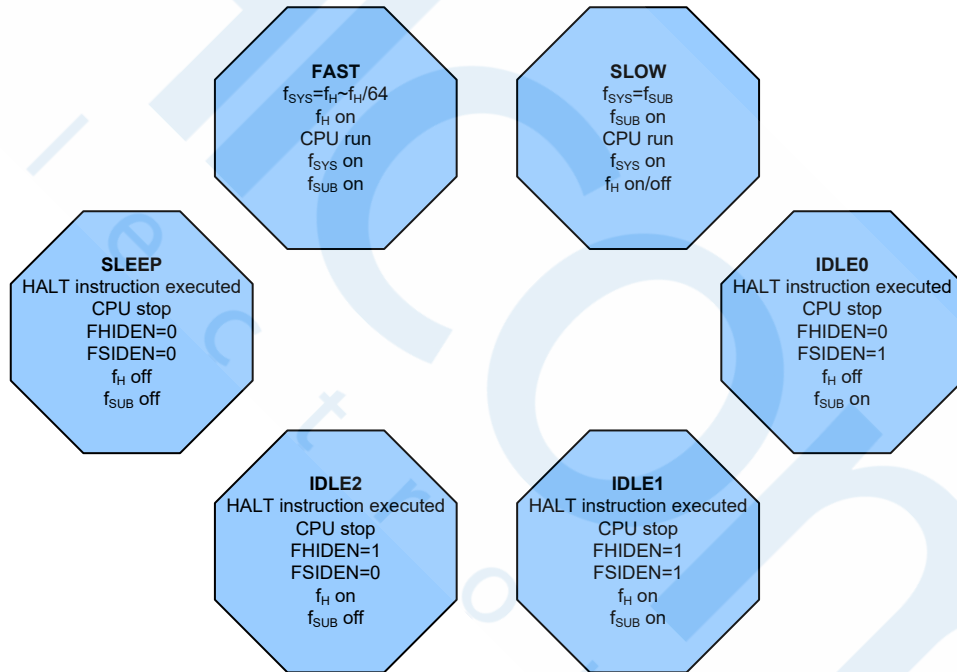 FAST
fSYS=fH~fH/64
fH on
CPU run
fSYS on
fSUB on
SLOW
fSYS=fSUB
fSUB on
CPU run
fSYS on
fH on/off
SLEEP
HALT instruction executed
CPU stop
FHIDEN=0
FSIDEN=0
fH off
fSUB off
IDLE0
HALT instruction executed
CPU stop
FHIDEN=0
FSIDEN=1
fH off
fSUB on
IDLE2
HALT instruction executed
CPU stop
FHIDEN=1
FSIDEN=0
fH on
fSUB off
IDLE1
HALT instruction executed
CPU stop
FHIDEN=1
FSIDEN=1
fH on
fSUB on